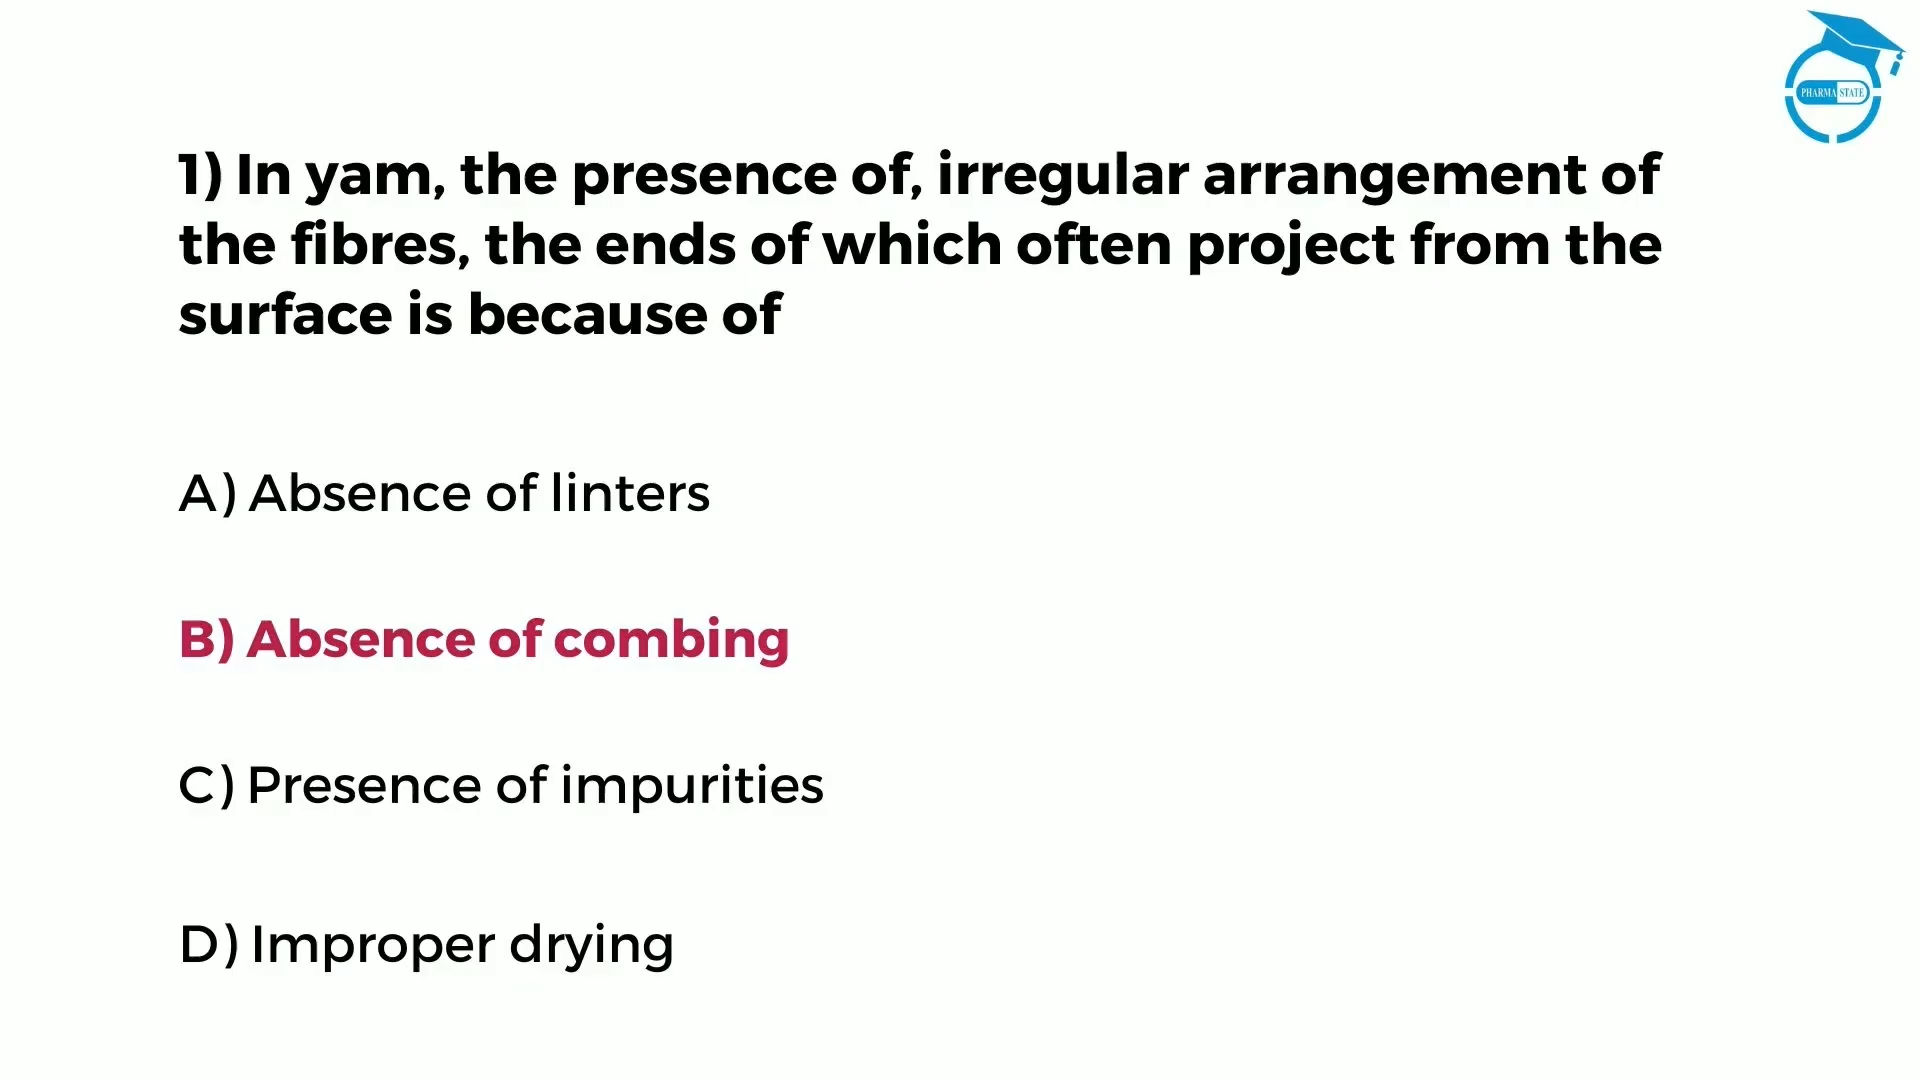 PHARMA STATE
1) In yam, the presence of, irregular arrangement of
the fibres, the ends of which often project from the
surface is because of
A) Absence of linters
B) Absence of combing
C) Presence of impurities
D) Improper drying